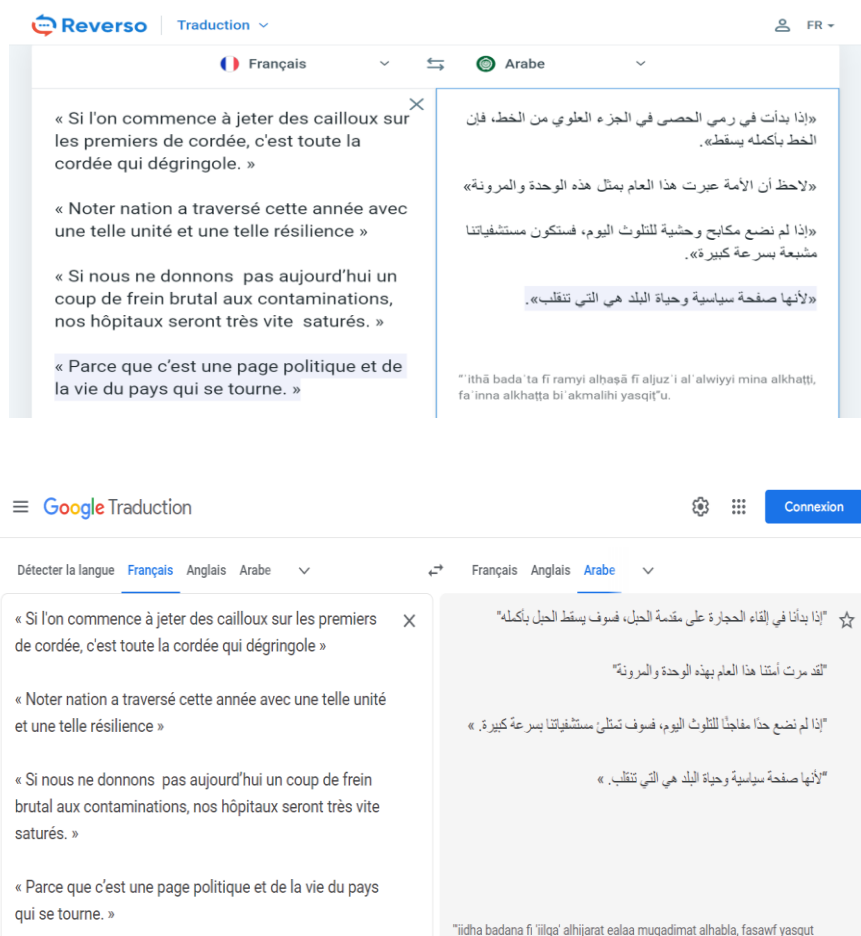 Reverso Traduction FR
Français Arabe
« Si l'on commence à jeter des cailloux sur
les premiers de cordée, c'est toute la
cordée qui dégringole. »
« Noter nation a traversé cette année avec
une telle unité et une telle résilience »
« Si nous ne donnons pas aujourd'hui un
coup de frein brutal aux contaminations,
nos hôpitaux seront très vite saturés. »
« Parce que c'est une page politique et de
la vie du pays qui se tourne. »
«إذا بدأت في رمي الحصى في الجزء العلوي من الخط، فإن
الخط بأكمله يسقط».
«لاحظ أن الأمة عبرت هذا العام بمثل هذه الوحدة والمرونة»
«إذا لم نضع مكابح وحشية للتلوث اليوم، فستكون مستشفياتنا
مشبعة بسرعة كبيرة».
«لأنها صفحة سياسية وحياة البلد هي التي تنقلب».
"ʾithā badaʾta fī ramyi alḥaṣā fī aljuzʾi alʿalwiyyi mina alkhaṭṭi,
faʾinna alkhaṭṭa biʾakmalihi yasqiṭ"u.
Google Traduction Connexion
Détecter la langue Français Anglais Arabe Français Anglais Arabe
« Si l'on commence à jeter des cailloux sur les premiers
de cordée, c'est toute la cordée qui dégringole »
« Noter nation a traversé cette année avec une telle unité
et une telle résilience »
« Si nous ne donnons pas aujourd'hui un coup de frein
brutal aux contaminations, nos hôpitaux seront très vite
saturés. »
« Parce que c'est une page politique et de la vie du pays
qui se tourne. »
"إذا بدأنا في إلقاء الحجارة على مقدمة الحبل، فسوف يسقط الحبل بأكمله"
"لقد مرت أمتنا هذا العام بهذه الوحدة والمرونة"
"إذا لم نضع حدًا مفاجئًا للتلوث اليوم، فسوف تمتلئ مستشفياتنا بسرعة كبيرة. »
"لأنها صفحة سياسية وحياة البلد هي التي تنقلب. »
"iidha badana fi 'iilqa' alhijarat ealaa muqadimat alhabla, fasawf yasqut